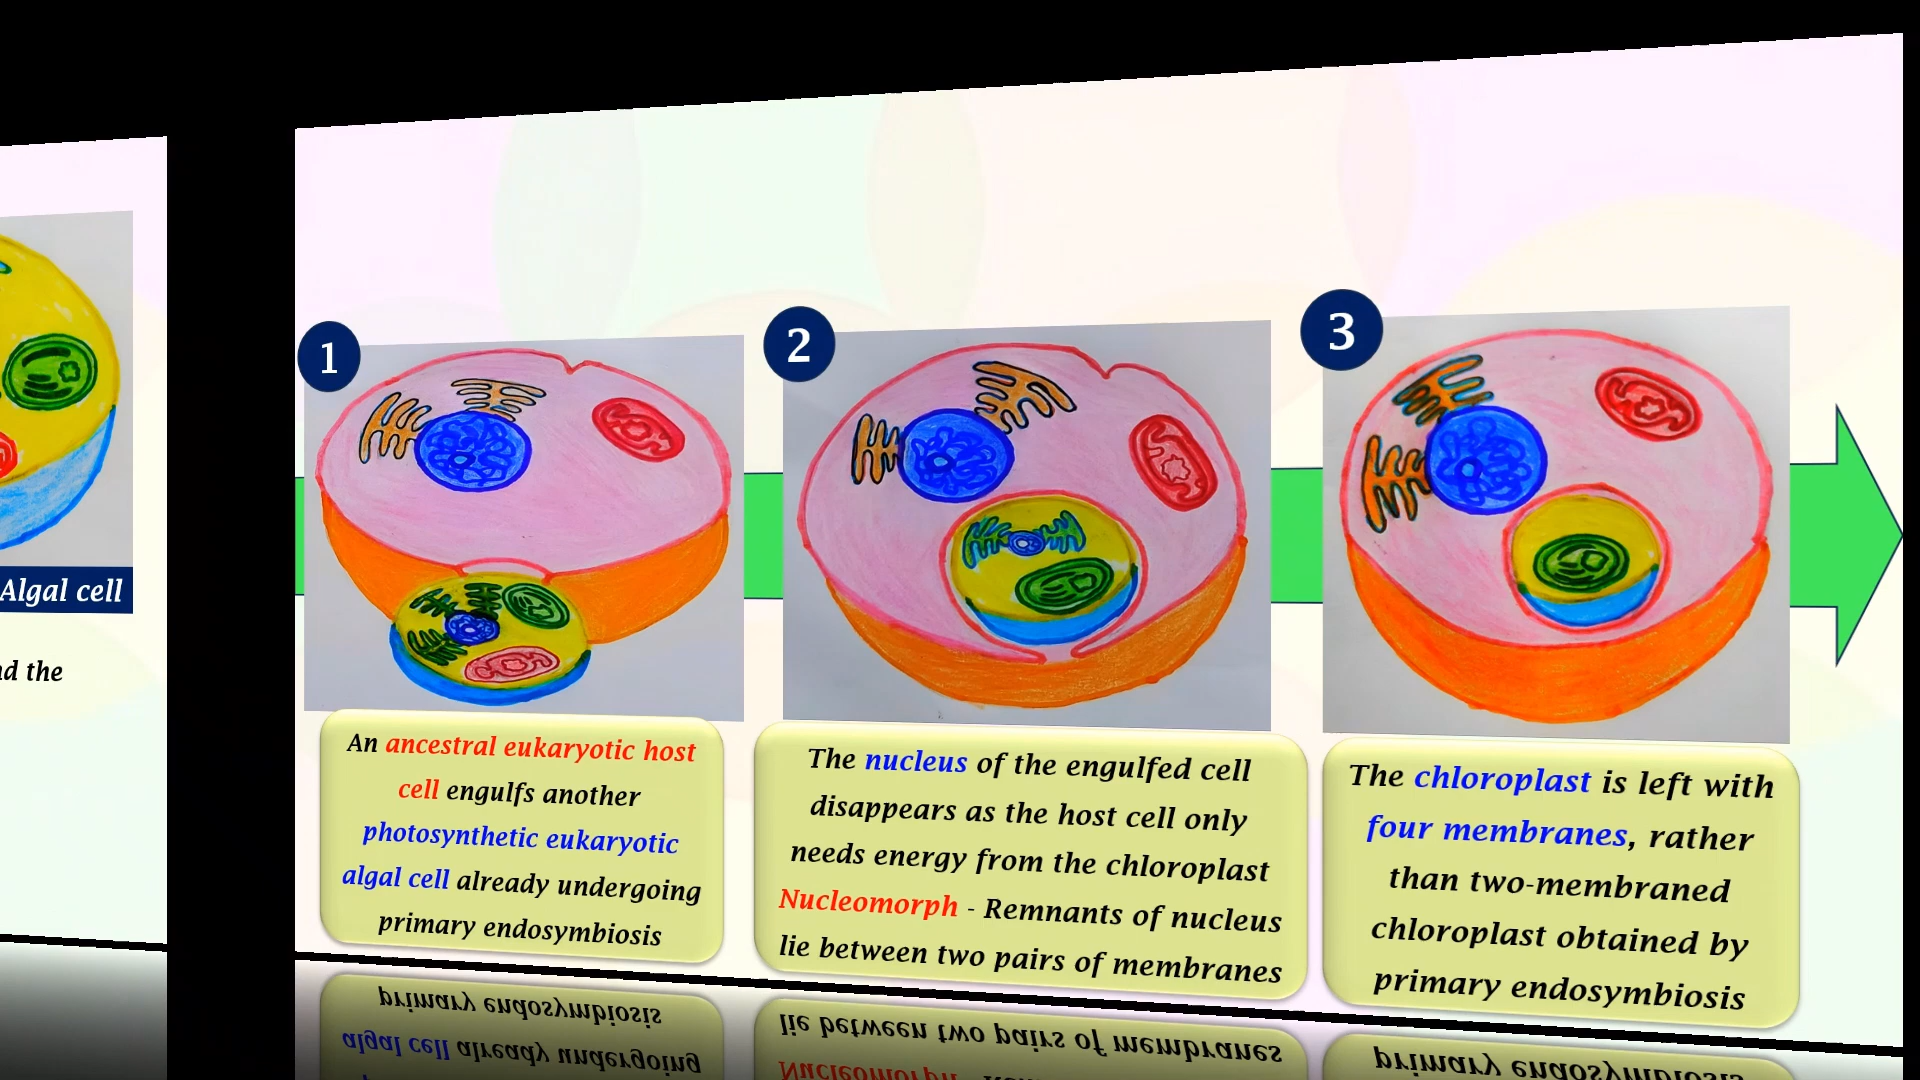 Algal cell
nd the
1
2
3
An ancestral eukaryotic host
cell engulfs another
photosynthetic eukaryotic
algal cell already undergoing
primary endosymbiosis
The nucleus of the engulfed cell
disappears as the host cell only
needs energy from the chloroplast
Nucleomorph - Remnants of nucleus
lie between two pairs of membranes
The chloroplast is left with
four membranes, rather
than two-membraned
chloroplast obtained by
primary endosymbiosis